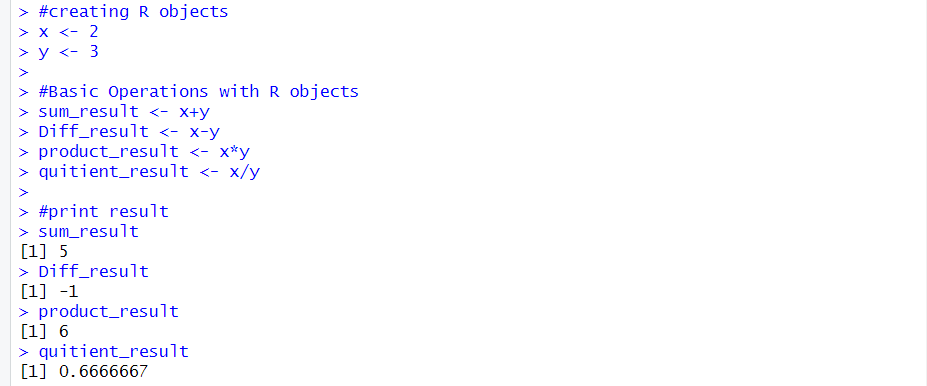 > #creating R objects
> x <- 2
> y <- 3
>
> #Basic Operations with R objects
> sum_result <- x+y
> Diff_result <- x-y
> product_result <- x*y
> quitient_result <- x/y
>
> #print result
> sum_result
[1] 5
> Diff_result
[1] -1
> product_result
[1] 6
> quitient_result
[1] 0.6666667